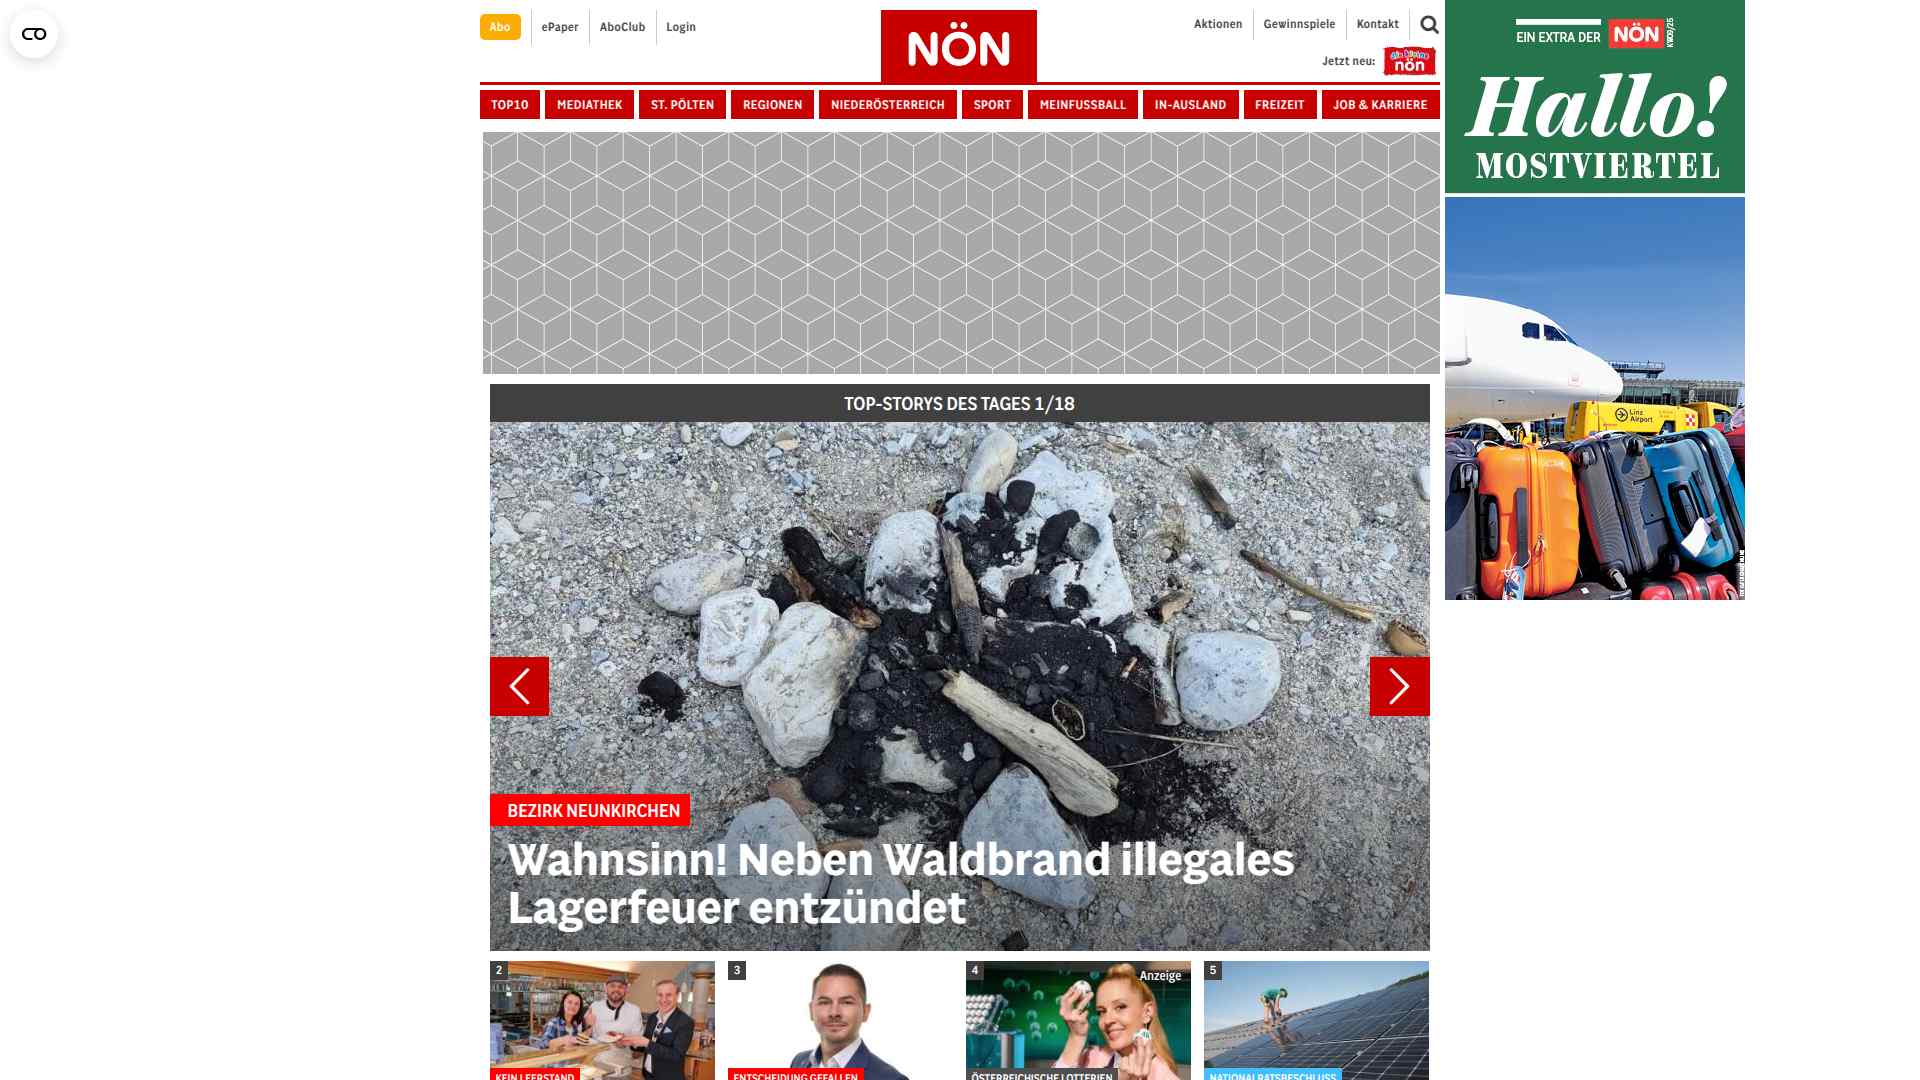 Abo
ePaper
AboClub
Login
NÖN
Aktionen
Gewinnspiele
Kontakt
Jetzt neu:
die kleine
nön
TOP10
MEDIATHEK
ST. PÖLTEN
REGIONEN
NIEDERÖSTERREICH
SPORT
MEINFUSSBALL
IN-AUSLAND
FREIZEIT
JOB & KARRIERE
EIN EXTRA DER
NÖN
KW09/25
Hallo!
MOSTVIERTEL
Linz
Airport
TOP-STORYS DES TAGES 1/18
BEZIRK NEUNKIRCHEN
Wahnsinn! Neben Waldbrand illegales
Lagerfeuer entzündet
2
KEIN LEERSTAND
3
ENTSCHEIDUNG GEFALLEN
4
Anzeige
ÖSTERREICHISCHE LOTTERIEN
5
NATIONALRATSBESCHLUSS